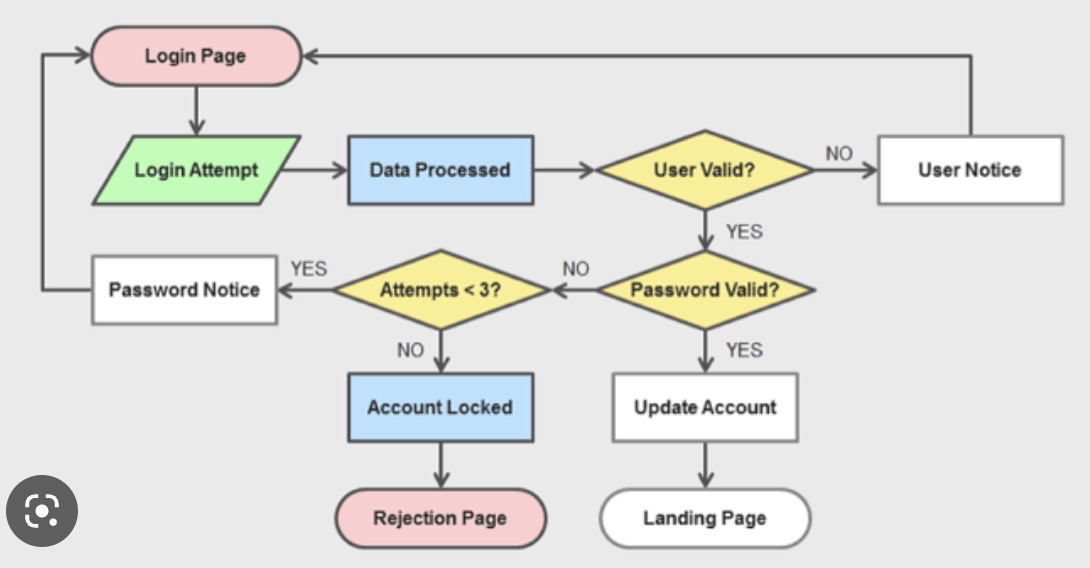 Login Page
Login Attempt
Data Processed
User Valid?
NO
User Notice
YES
Password Notice
YES
Attempts < 3?
NO
Password Valid?
NO
YES
Account Locked
Update Account
Rejection Page
Landing Page